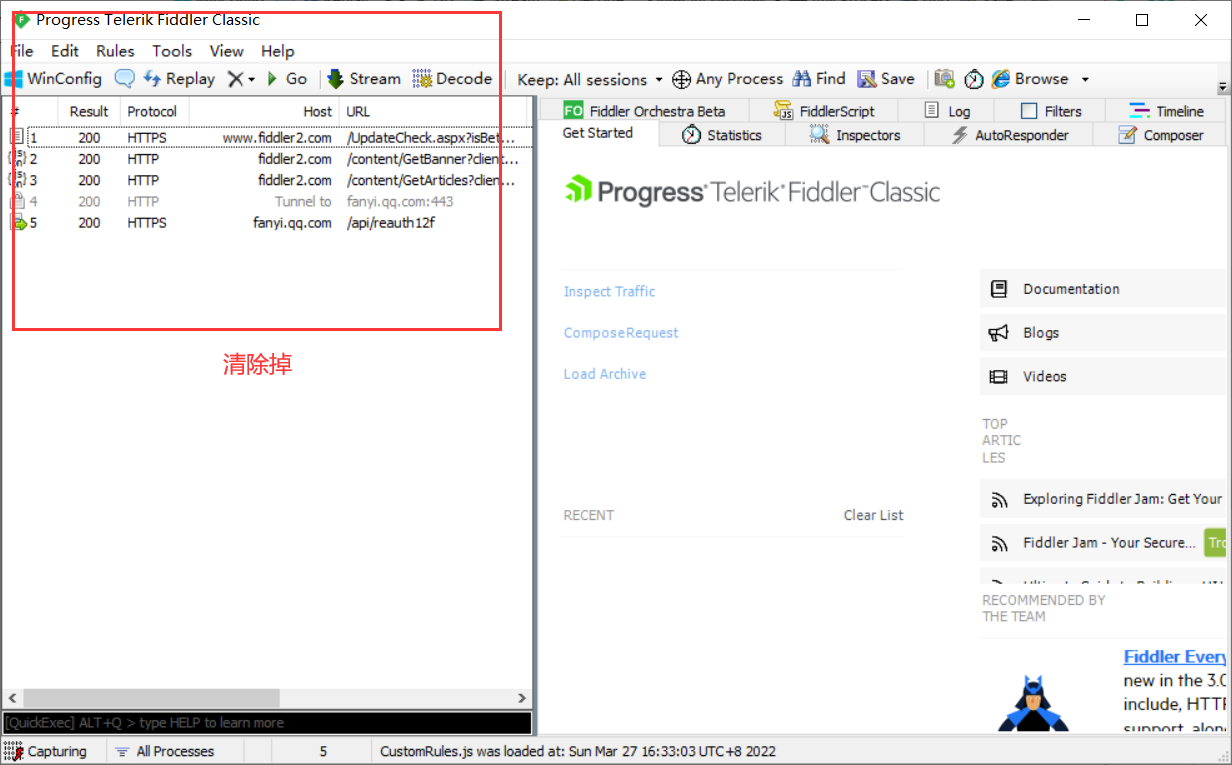 Progress Telerik Fiddler Classic
File Edit Rules Tools View Help
WinConfig Replay Go Stream Decode Keep: All sessions Any Process Find Save Browse
# Result Protocol Host URL
1 200 HTTPS www.fiddler2.com /UpdateCheck.aspx?isBet...
2 200 HTTP fiddler2.com /content/GetBanner?client...
3 200 HTTP fiddler2.com /content/GetArticles?clien...
4 200 HTTP Tunnel to fanyi.qq.com:443
5 200 HTTPS fanyi.qq.com /api/reauth12f
清除掉
[QuickExec] ALT+Q > type HELP to learn more
FO Fiddler Orchestra Beta FiddlerScript Log Filters Timeline
Get Started Statistics Inspectors AutoResponder Composer
Progress Telerik Fiddler Classic
Inspect Traffic
ComposeRequest
Load Archive
RECENT Clear List
Documentation
Blogs
Videos
TOP
ARTIC
LES
Exploring Fiddler Jam: Get Your
Fiddler Jam - Your Secure...
RECOMMENDED BY
THE TEAM
Fiddler Every
new in the 3.0
include, HTT
support, alon
Capturing All Processes 5 CustomRules.js was loaded at: Sun Mar 27 16:33:03 UTC+8 2022